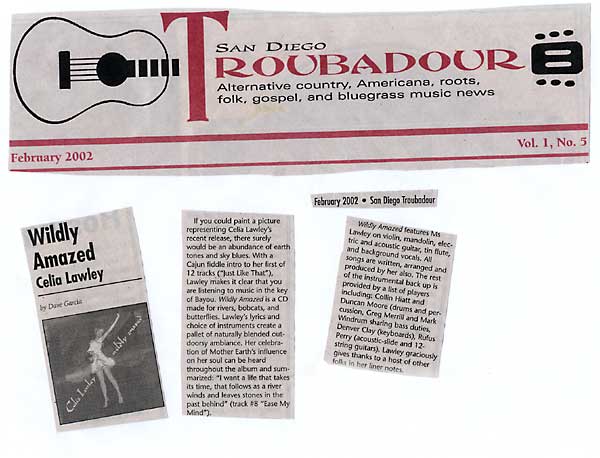 SAN DIEGO
TROUBADOUR
Alternative country, Americana, roots,
folk, gospel, and bluegrass music news
February 2002
Vol. 1, No. 5
Wildly
Amazed
Celia Lawley
by Dave Garcia
Celia Lawley
wildly amazed
If you could paint a picture
representing Celia Lawley's
recent release, there surely
would be an abundance of earth
tones and sky blues. With a
Cajun fiddle intro to her first of
12 tracks ("Just Like That"),
Lawley makes it clear that you
are listening to music in the key
of Bayou. Wildly Amazed is a CD
made for rivers, bobcats, and
butterflies. Lawley's lyrics and
choice of instruments create a
pallet of naturally blended out-
doorsy ambiance. Her celebra-
tion of Mother Earth's influence
on her soul can be heard
throughout the album and sum-
marized: "I want a life that takes
its time, that follows as a river
winds and leaves stones in the
past behind" (track #8 "Ease My
Mind").
February 2002 • San Diego Troubadour
Wildly Amazed features Ms
Lawley on violin, mandolin, elec-
tric and acoustic guitar, tin flute,
and background vocals. All
songs are written, arranged and
produced by her also. The rest
of the instrumental back up is
provided by a list of players
including: Collin Hiatt and
Duncan Moore (drums and per-
cussion, Greg Merrill and Mark
Windrum sharing bass duties,
Denver Clay (keyboards), Rufus
Perry (acoustic-slide and 12-
string guitars). Lawley graciously
gives thanks to a host of other
folks in her liner notes.